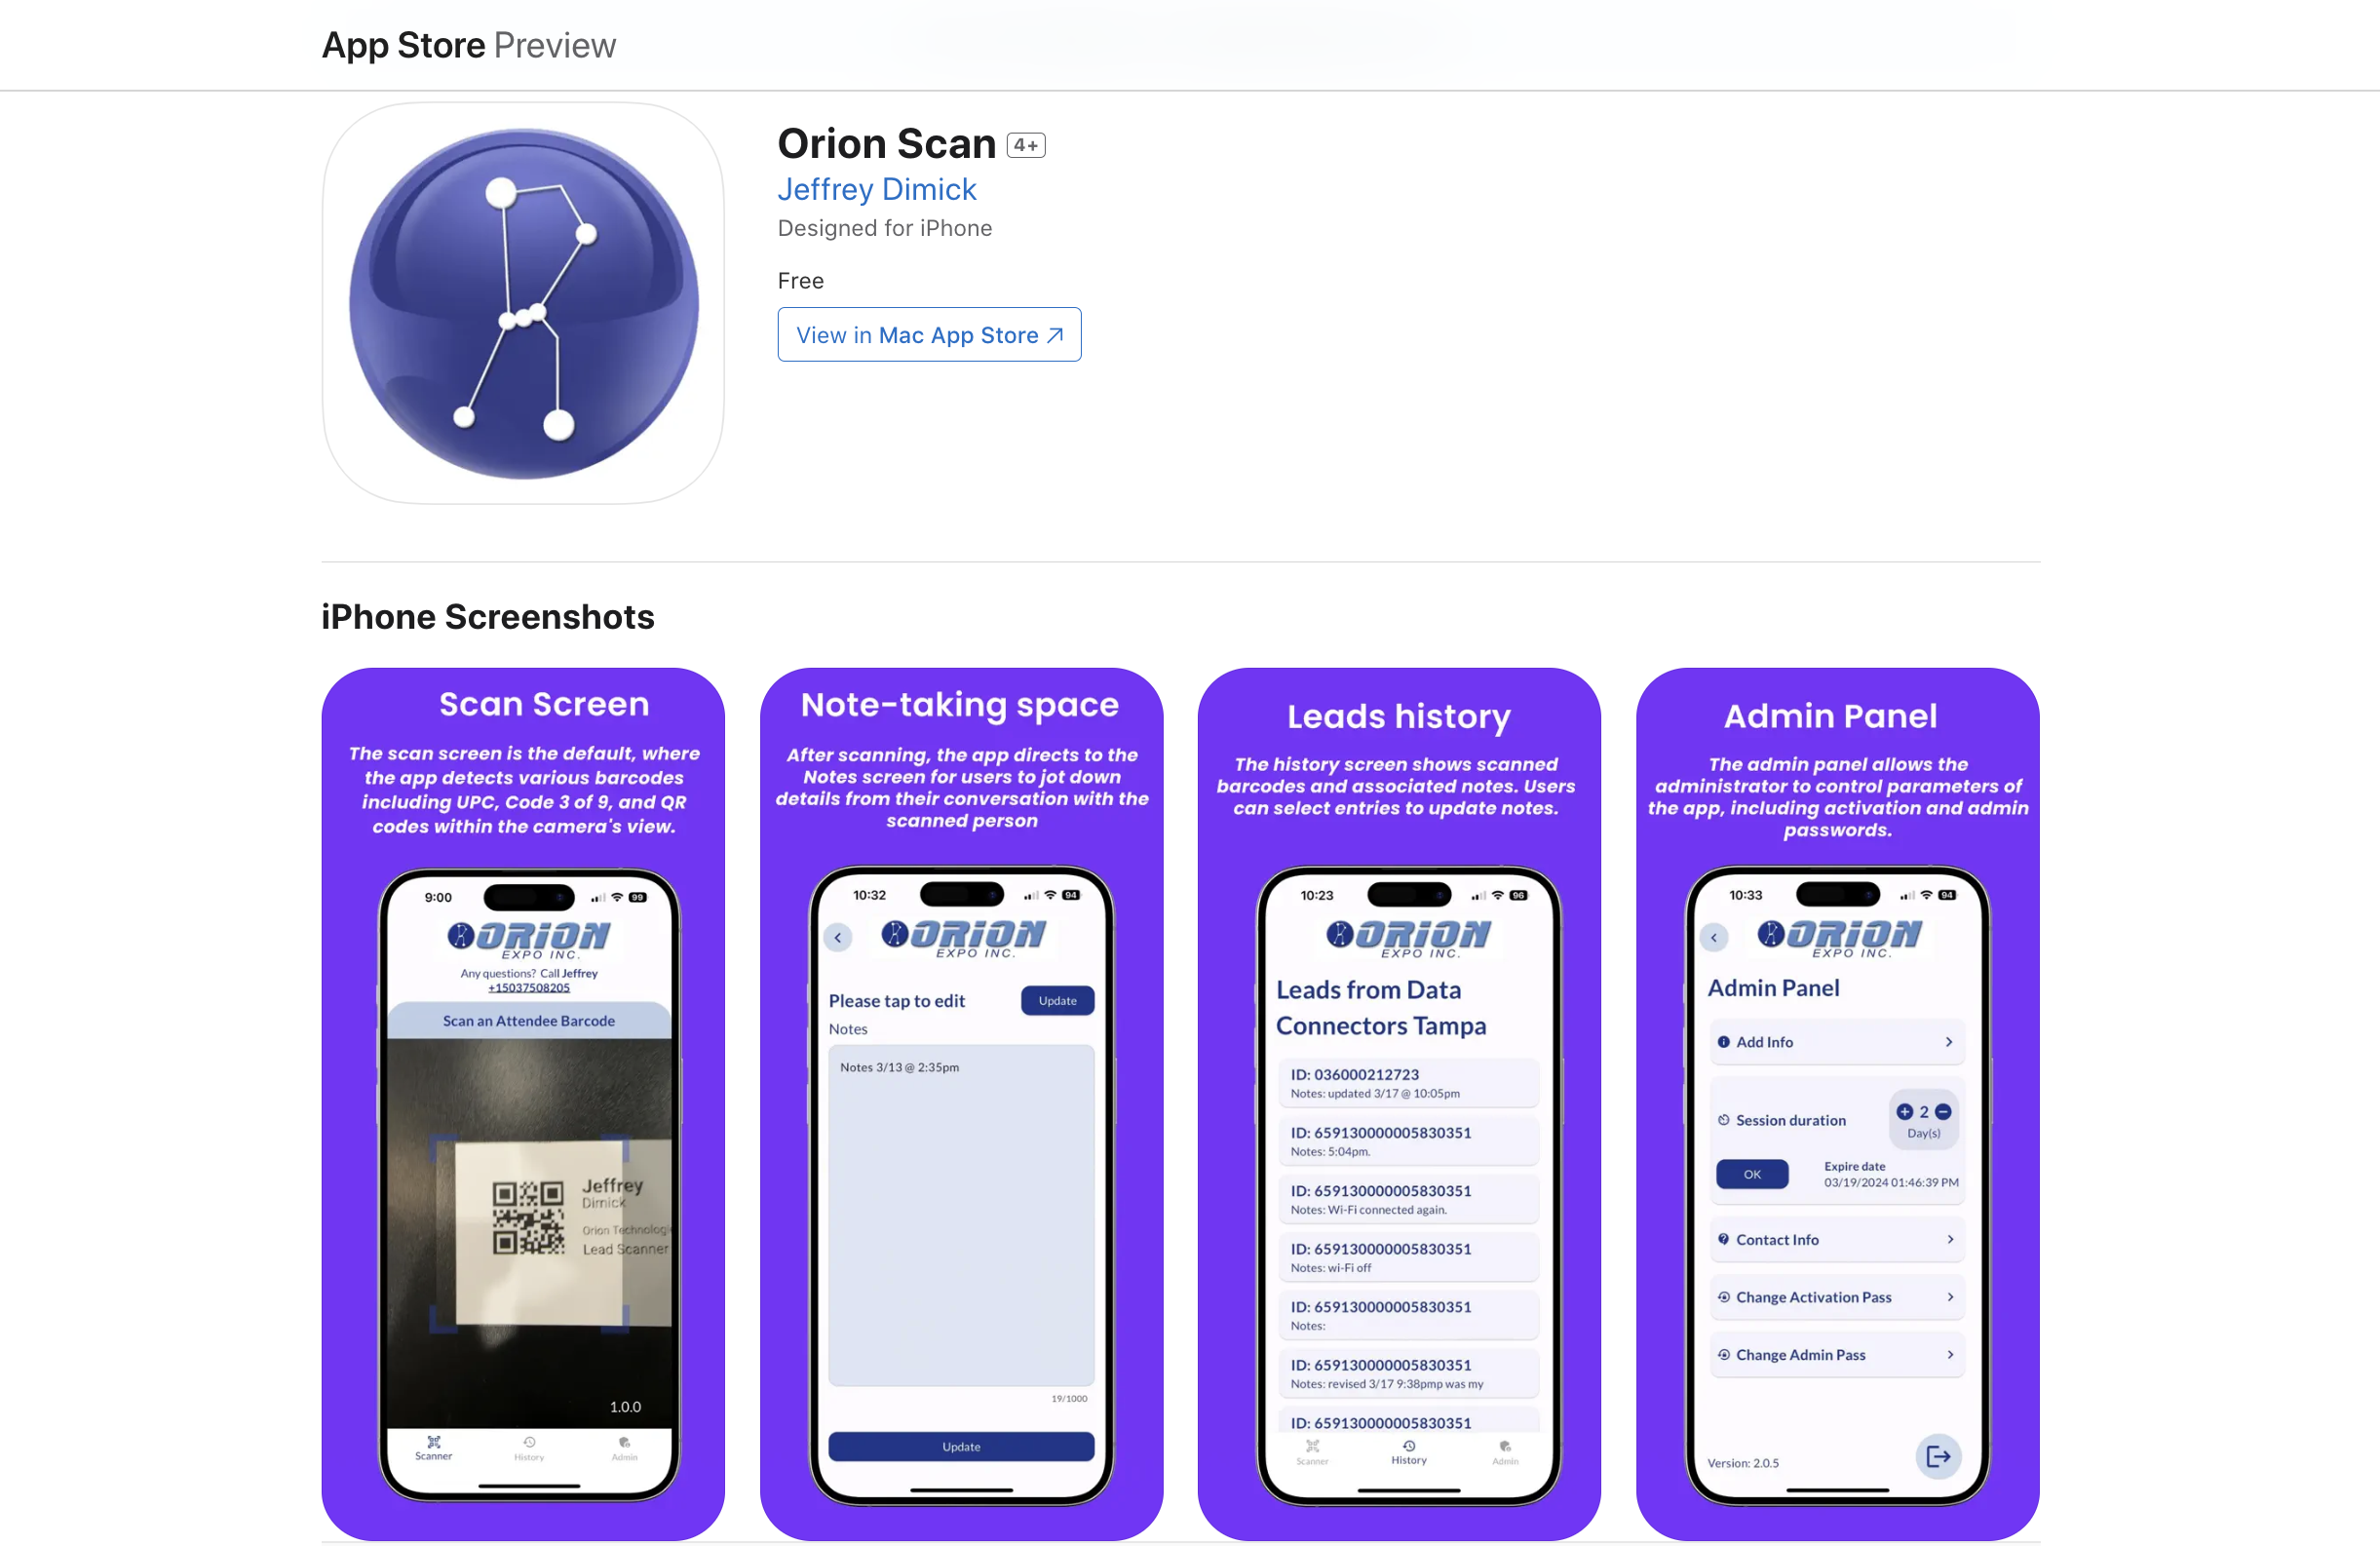 App Store Preview
Orion Scan 4+
Jeffrey Dimick
Designed for iPhone
Free
View in Mac App Store
iPhone Screenshots
Scan Screen
The scan screen is the default, where
the app detects various barcodes
including UPC, Code 3 of 9, and QR
codes within the camera's view.
9:00
99
ORION
EXPO INC.
Any questions? Call Jeffrey
+15037508205
Scan an Attendee Barcode
Jeffrey
Dimick
Orion Technologi
Lead Scanner
1.0.0
Scanner
History
Admin
Note-taking space
After scanning, the app directs to the
Notes screen for users to jot down
details from their conversation with the
scanned person
10:32
94
ORION
EXPO INC.
Please tap to edit
Update
Notes
Notes 3/13 @ 2:35pm
19/1000
Update
Leads history
The history screen shows scanned
barcodes and associated notes. Users
can select entries to update notes.
10:23
96
ORION
EXPO INC.
Leads from Data
Connectors Tampa
ID: 036000212723
Notes: updated 3/17 @ 10:05pm
ID: 659130000005830351
Notes: 5:04pm.
ID: 659130000005830351
Notes: Wi-Fi connected again.
ID: 659130000005830351
Notes: wi-Fi off
ID: 659130000005830351
Notes:
ID: 659130000005830351
Notes: revised 3/17 9:38pmp was my
ID: 659130000005830351
Scanner
History
Admin
Admin Panel
The admin panel allows the
administrator to control parameters of
the app, including activation and admin
passwords.
10:33
94
ORION
EXPO INC.
Admin Panel
Add Info
Session duration
2
Day(s)
OK
Expire date
03/19/2024 01:46:39 PM
Contact Info
Change Activation Pass
Change Admin Pass
Version: 2.0.5